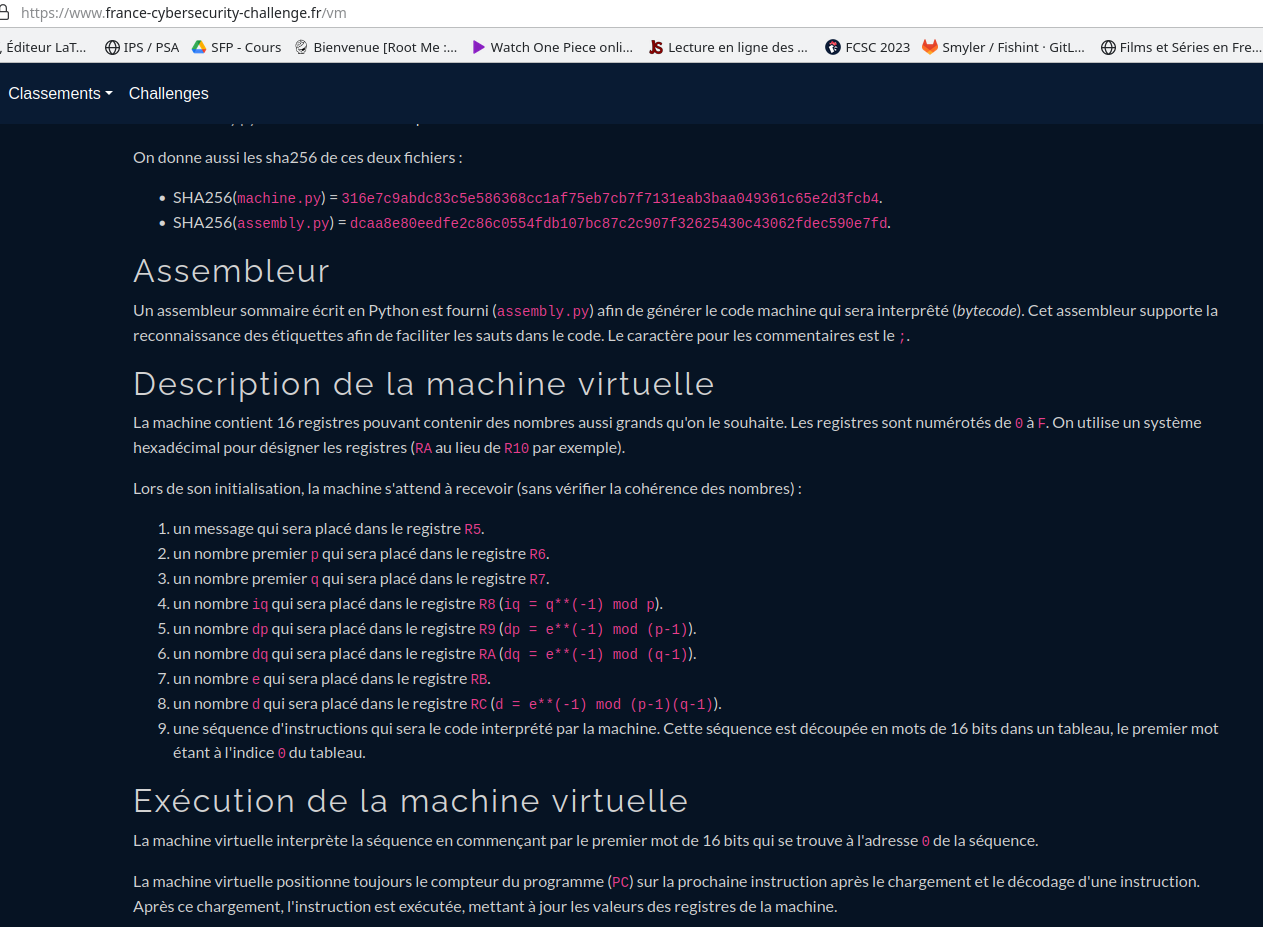 https://www.france-cybersecurity-challenge.fr/vm
, Éditeur LaT... IPS / PSA SFP - Cours Bienvenue [Root Me :... Watch One Piece onli... JS Lecture en ligne des ... FCSC 2023 Smyler / Fishint · GitL... Films et Séries en Fre...
Classements Challenges
On donne aussi les sha256 de ces deux fichiers :
• SHA256(machine.py) = 316e7c9abdc83c5e586368cc1af75eb7cb7f7131eab3baa049361c65e2d3fcb4.
• SHA256(assembly.py) = dcaa8e80eedfe2c86c0554fdb107bc87c2c907f32625430c43062fdec590e7fd.
Assembleur
Un assembleur sommaire écrit en Python est fourni (assembly.py) afin de générer le code machine qui sera interprêté (bytecode). Cet assembleur supporte la
reconnaissance des étiquettes afin de faciliter les sauts dans le code. Le caractère pour les commentaires est le ;.
Description de la machine virtuelle
La machine contient 16 registres pouvant contenir des nombres aussi grands qu'on le souhaite. Les registres sont numérotés de 0 à F. On utilise un système
hexadécimal pour désigner les registres (RA au lieu de R10 par exemple).
Lors de son initialisation, la machine s'attend à recevoir (sans vérifier la cohérence des nombres) :
1. un message qui sera placé dans le registre R5.
2. un nombre premier p qui sera placé dans le registre R6.
3. un nombre premier q qui sera placé dans le registre R7.
4. un nombre iq qui sera placé dans le registre R8 (iq = q**(-1) mod p).
5. un nombre dp qui sera placé dans le registre R9 (dp = e**(-1) mod (p-1)).
6. un nombre dq qui sera placé dans le registre RA (dq = e**(-1) mod (q-1)).
7. un nombre e qui sera placé dans le registre RB.
8. un nombre d qui sera placé dans le registre RC (d = e**(-1) mod (p-1)(q-1)).
9. une séquence d'instructions qui sera le code interprété par la machine. Cette séquence est découpée en mots de 16 bits dans un tableau, le premier mot
étant à l'indice 0 du tableau.
Exécution de la machine virtuelle
La machine virtuelle interprète la séquence en commençant par le premier mot de 16 bits qui se trouve à l'adresse 0 de la séquence.
La machine virtuelle positionne toujours le compteur du programme (PC) sur la prochaine instruction après le chargement et le décodage d'une instruction.
Après ce chargement, l'instruction est exécutée, mettant à jour les valeurs des registres de la machine.